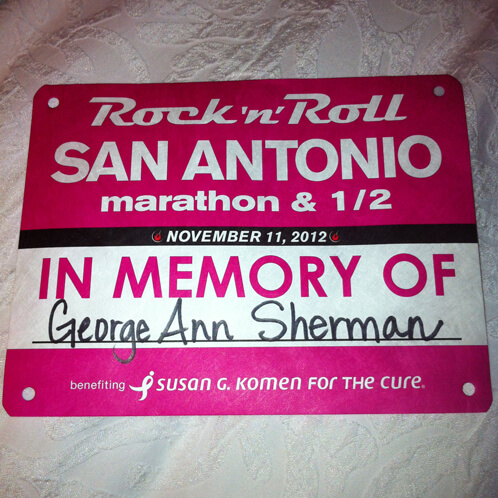 Rock 'n' Roll
SAN ANTONIO
marathon & 1/2
NOVEMBER 11, 2012
IN MEMORY OF
George Ann Sherman
benefiting SUSAN G. KOMEN FOR THE CURE®